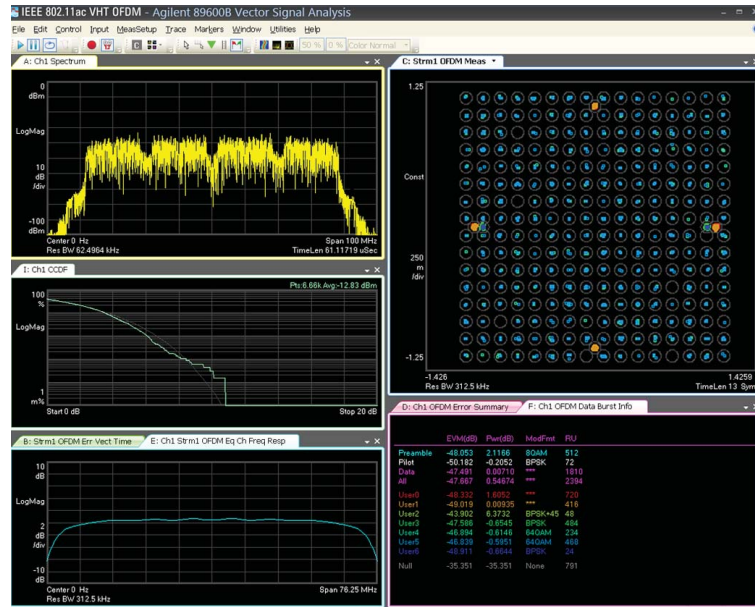 IEEE 802.11ac VHT OFDM - Agilent 89600B Vector Signal Analysis
File Edit Control Input MeasSetup Trace Markers Window Utilities Help
50 % 0 % Color Normal
A: Ch1 Spectrum
0
dBm
LogMag
10
dB
/div
-100
dBm
Center 0 Hz Span 100 MHz
Res BW 62.4964 kHz TimeLen 61.11719 uSec
I: Ch1 CCDF
Pts:6.66k Avg:-12.83 dBm
100
%
LogMag
1
m%
Start 0 dB Stop 20 dB
B: Strm1 OFDM Err Vect Time E: Ch1 Strm1 OFDM Eq Ch Freq Resp
10
dB
LogMag
2
dB
/div
-10
dB
Center 0 Hz Span 76.25 MHz
Res BW 312.5 kHz
C: Strm1 OFDM Meas
1.25
Const
250
m
/div
-1.25
-1.426 1.4259
Res BW 312.5 kHz TimeLen 13 Sym
D: Ch1 OFDM Error Summary F: Ch1 OFDM Data Burst Info
EVM(dB) Pwr(dB) ModFmt RU
Preamble -48.053 2.1166 8QAM 512
Pilot -50.182 -0.2052 BPSK 72
Data -47.491 0.00710 *** 1810
All -47.667 0.54674 *** 2394
User0 -48.332 1.6052 *** 720
User1 -49.019 0.00935 *** 416
User2 -43.902 6.3732 BPSK+45 48
User3 -47.586 -0.6545 BPSK 484
User4 -46.894 -0.6146 64QAM 234
User5 -46.839 -0.5951 64QAM 468
User6 -48.911 -0.6644 BPSK 24
Null -35.351 -35.351 None 791